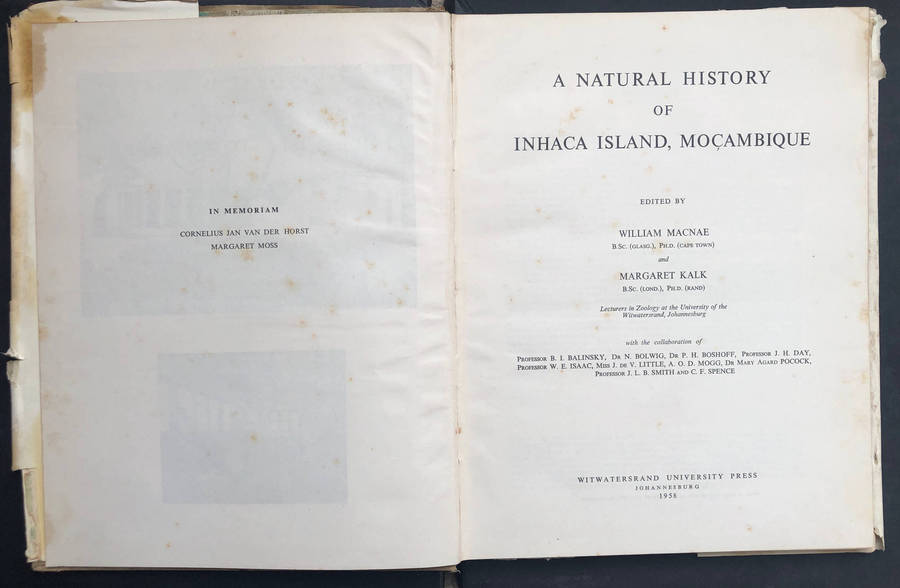 IN MEMORIAM
CORNELIUS JAN VAN DER HORST
MARGARET MOSS
A NATURAL HISTORY
OF
INHACA ISLAND, MOÇAMBIQUE
EDITED BY
WILLIAM MACNAE
B.SC. (GLASG.), PH.D. (CAPE TOWN)
and
MARGARET KALK
B.SC. (LOND.), PH.D. (RAND)
Lecturers in Zoology at the University of the
Witwatersrand, Johannesburg
with the collaboration of
PROFESSOR B. I. BALINSKY, DR N. BOLWIG, DR P. H. BOSHOFF, PROFESSOR J. H. DAY,
PROFESSOR W. E. ISAAC, MISS J. DE V. LITTLE, A. O. D. MOGG, DR MARY AGARD POCOCK,
PROFESSOR J. L. B. SMITH AND C. F. SPENCE
WITWATERSRAND UNIVERSITY PRESS
JOHANNESBURG
1958